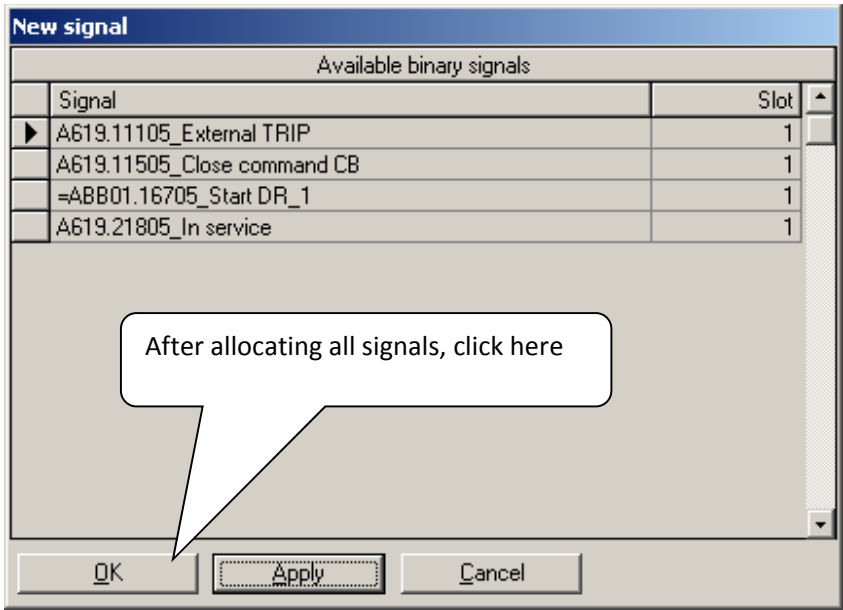 New signal
Available binary signals
Signal Slot
A619.11105_External TRIP 1
A619.11505_Close command CB 1
=ABB01.16705_Start DR_1 1
A619.21805_In service 1
After allocating all signals, click here
OK Apply Cancel